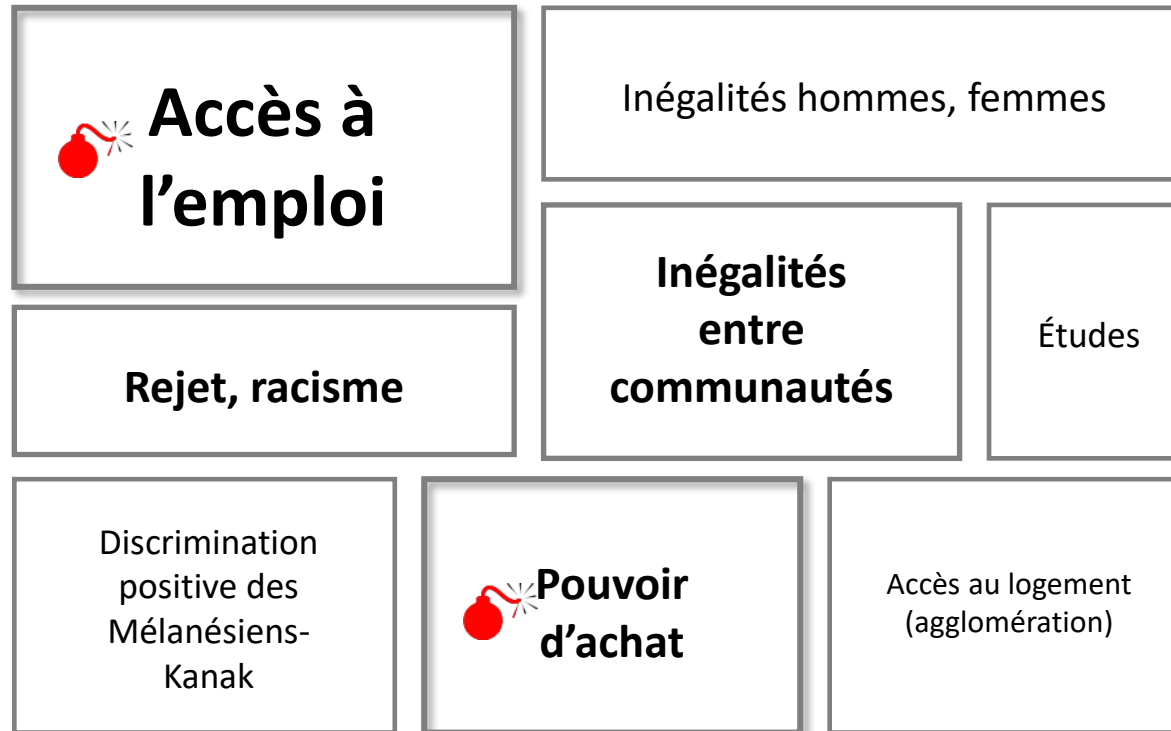 Accès à
l’emploi
Inégalités hommes, femmes
Rejet, racisme
Inégalités
entre
communautés
Études
Discrimination
positive des
Mélanésiens-
Kanak
Pouvoir
d’achat
Accès au logement
(agglomération)